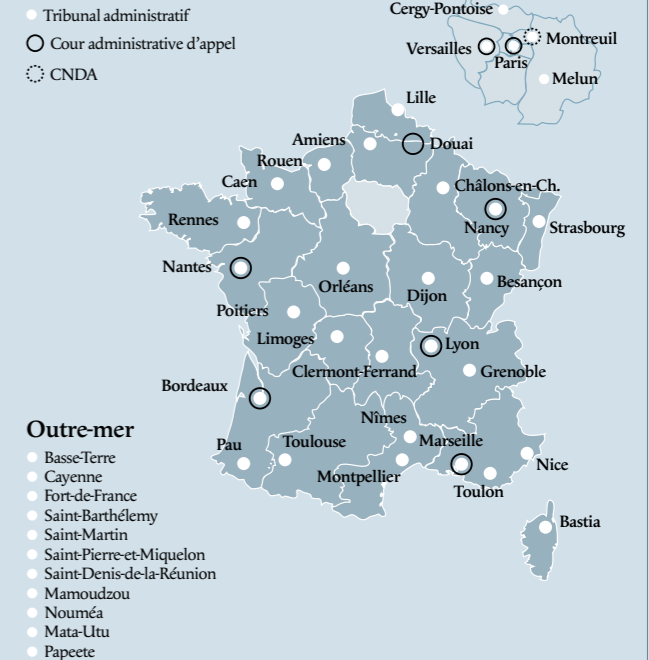 Tribunal administratif
Cour administrative d'appel
CNDA
Cergy-Pontoise
Versailles
Paris
Montreuil
Melun
Lille
Amiens
Douai
Rouen
Caen
Châlons-en-Ch.
Rennes
Nancy
Strasbourg
Nantes
Orléans
Dijon
Besançon
Poitiers
Limoges
Lyon
Clermont-Ferrand
Grenoble
Bordeaux
Nîmes
Pau
Toulouse
Marseille
Montpellier
Nice
Toulon
Bastia
Outre-mer
Basse-Terre
Cayenne
Fort-de-France
Saint-Barthélemy
Saint-Martin
Saint-Pierre-et-Miquelon
Saint-Denis-de-la-Réunion
Mamoudzou
Nouméa
Mata-Utu
Papeete